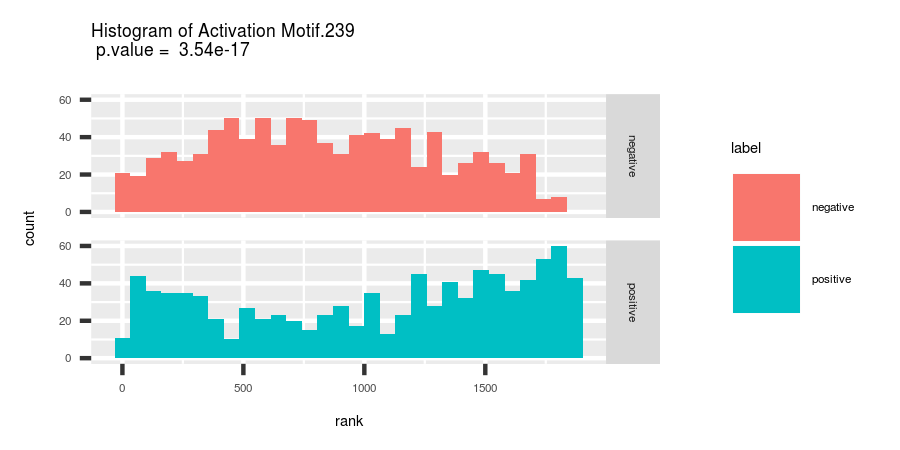 Histogram of Activation Motif.239
p.value = 3.54e-17
count
60
40
20
0
negative
60
40
20
0
positive
0 500 1000 1500
rank
label
negative
positive